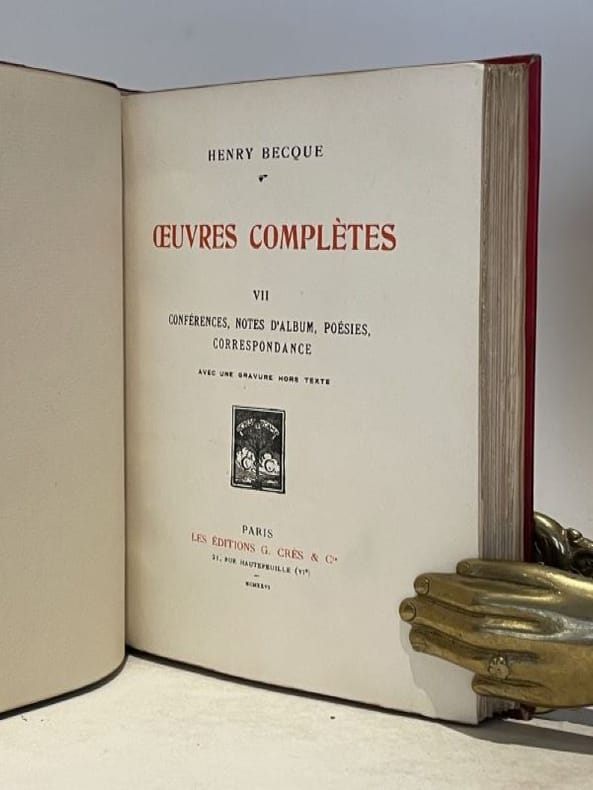 HENRY BECQUE
ŒUVRES COMPLÈTES
VII
CONFÉRENCES, NOTES D'ALBUM, POÉSIES,
CORRESPONDANCE
AVEC UNE GRAVURE HORS TEXTE
C C
PARIS
LES ÉDITIONS G. CRÈS & Cie
21, RUE HAUTEFEUILLE (VIe)
MCMXXVI